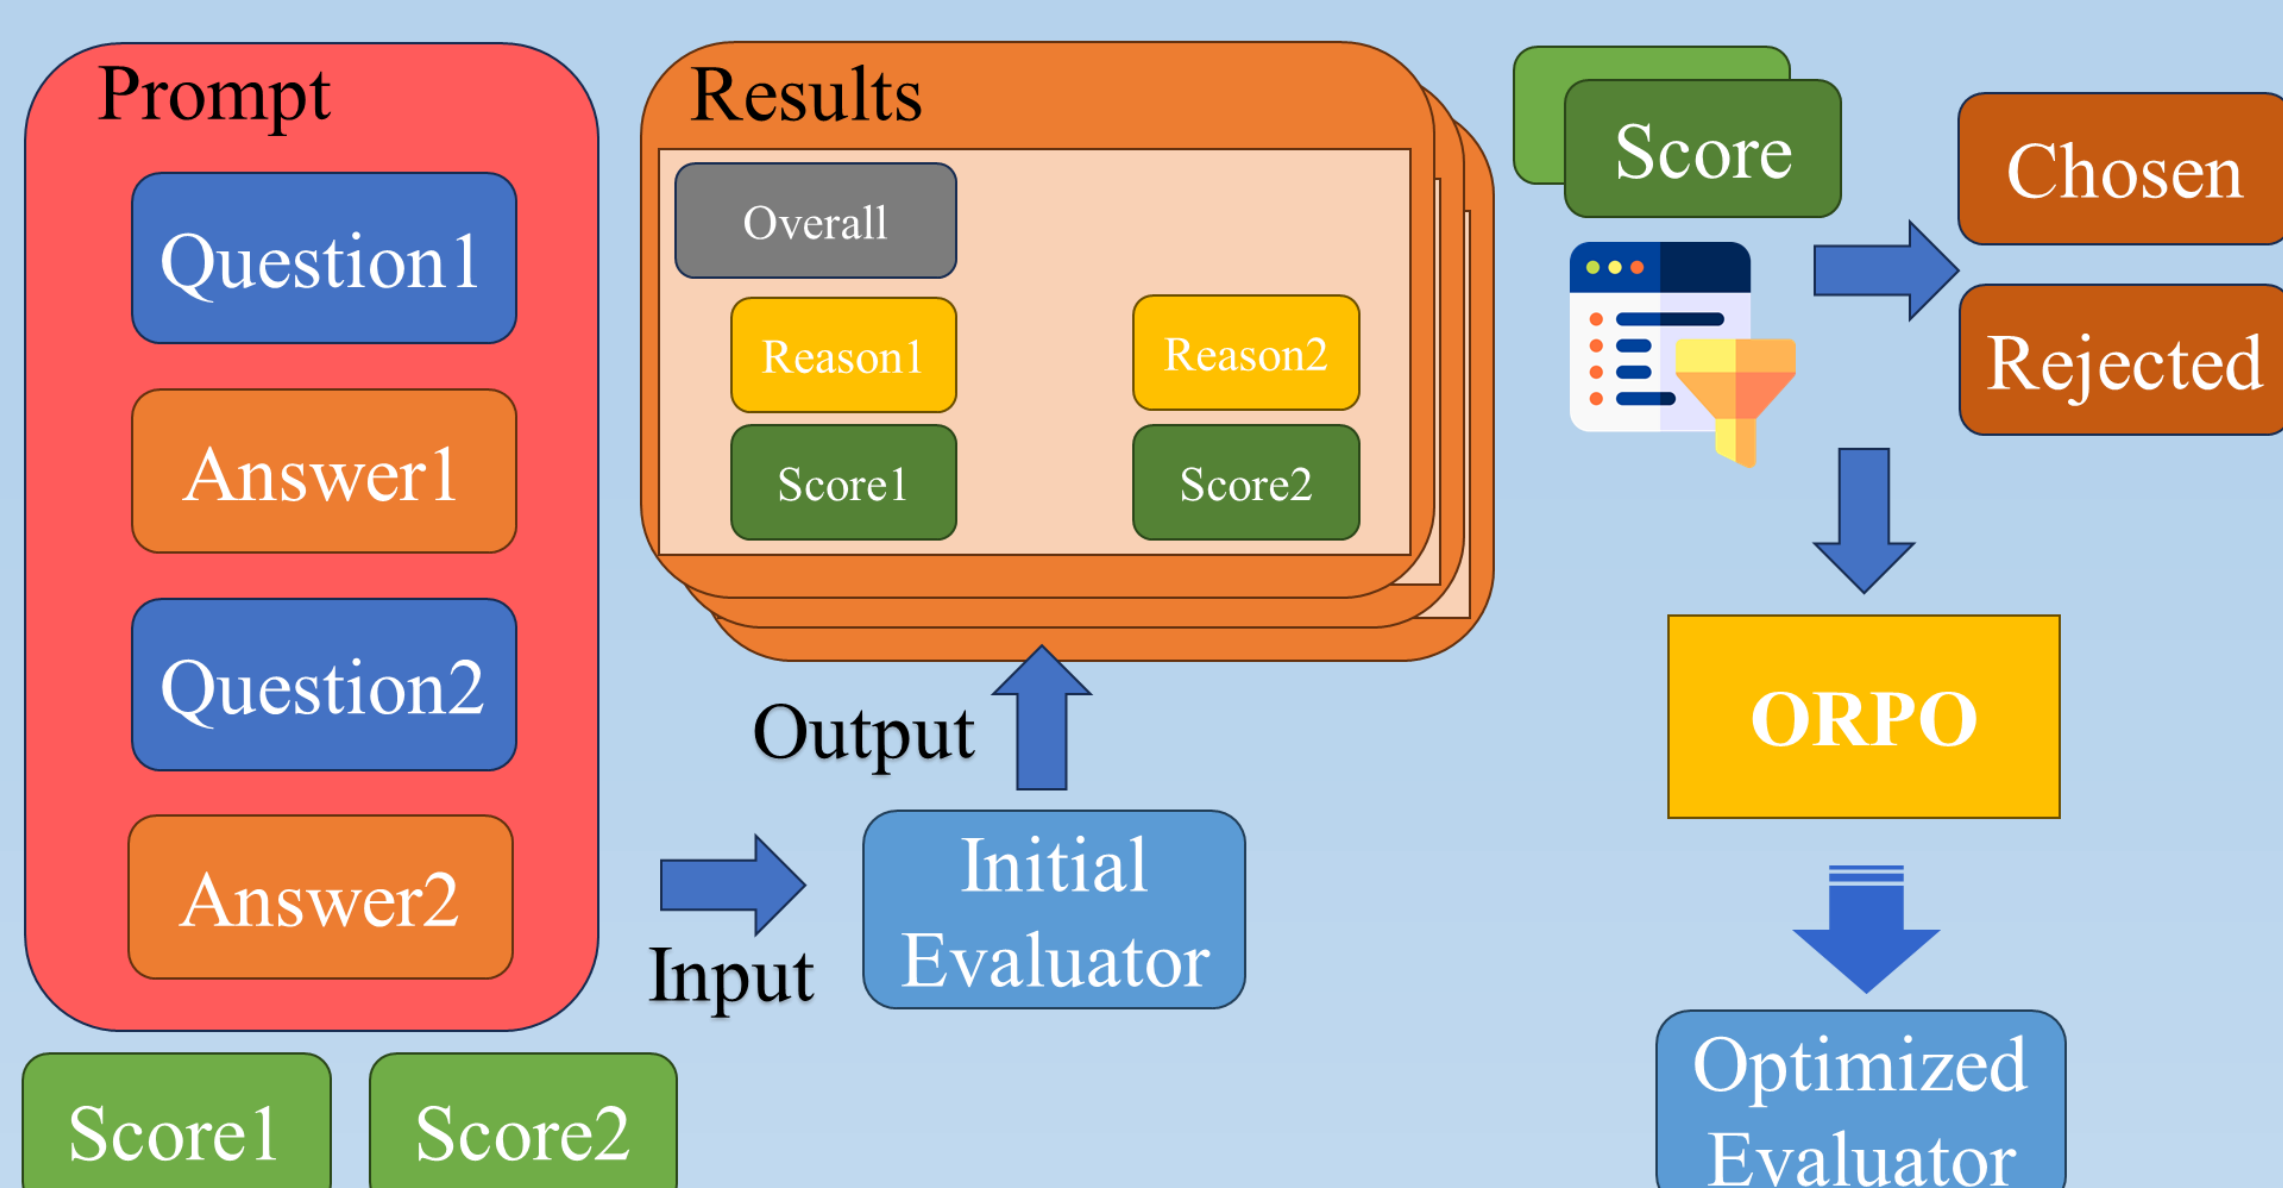 Prompt
Question1
Answer1
Question2
Answer2
Score1
Score2
Results
Overall
Reason1
Reason2
Score1
Score2
Output
Input
Initial
Evaluator
Score
Chosen
Rejected
ORPO
Optimized
Evaluator